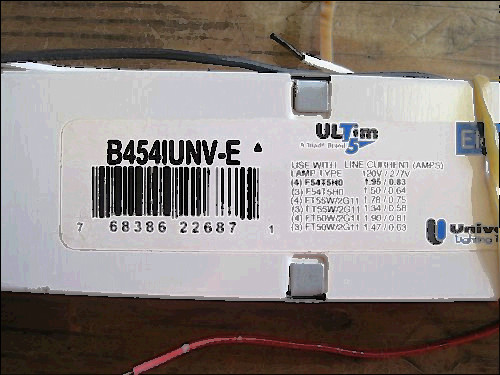 B454IUNV-E
7 68386 22687 1
ULTim
5
USE WITH LINE CURRENT (AMPS)
LAMP TYPE 120V / 277V
(4) F54T5HO 1.95 / 0.83
(3) F54T5HO 1.50 / 0.64
(4) FT55W/2G11 1.78 / 0.75
(3) FT55W/2G11 1.34 / 0.58
(4) FT50W/2G11 1.90 / 0.81
(3) FT50W/2G11 1.47 / 0.63